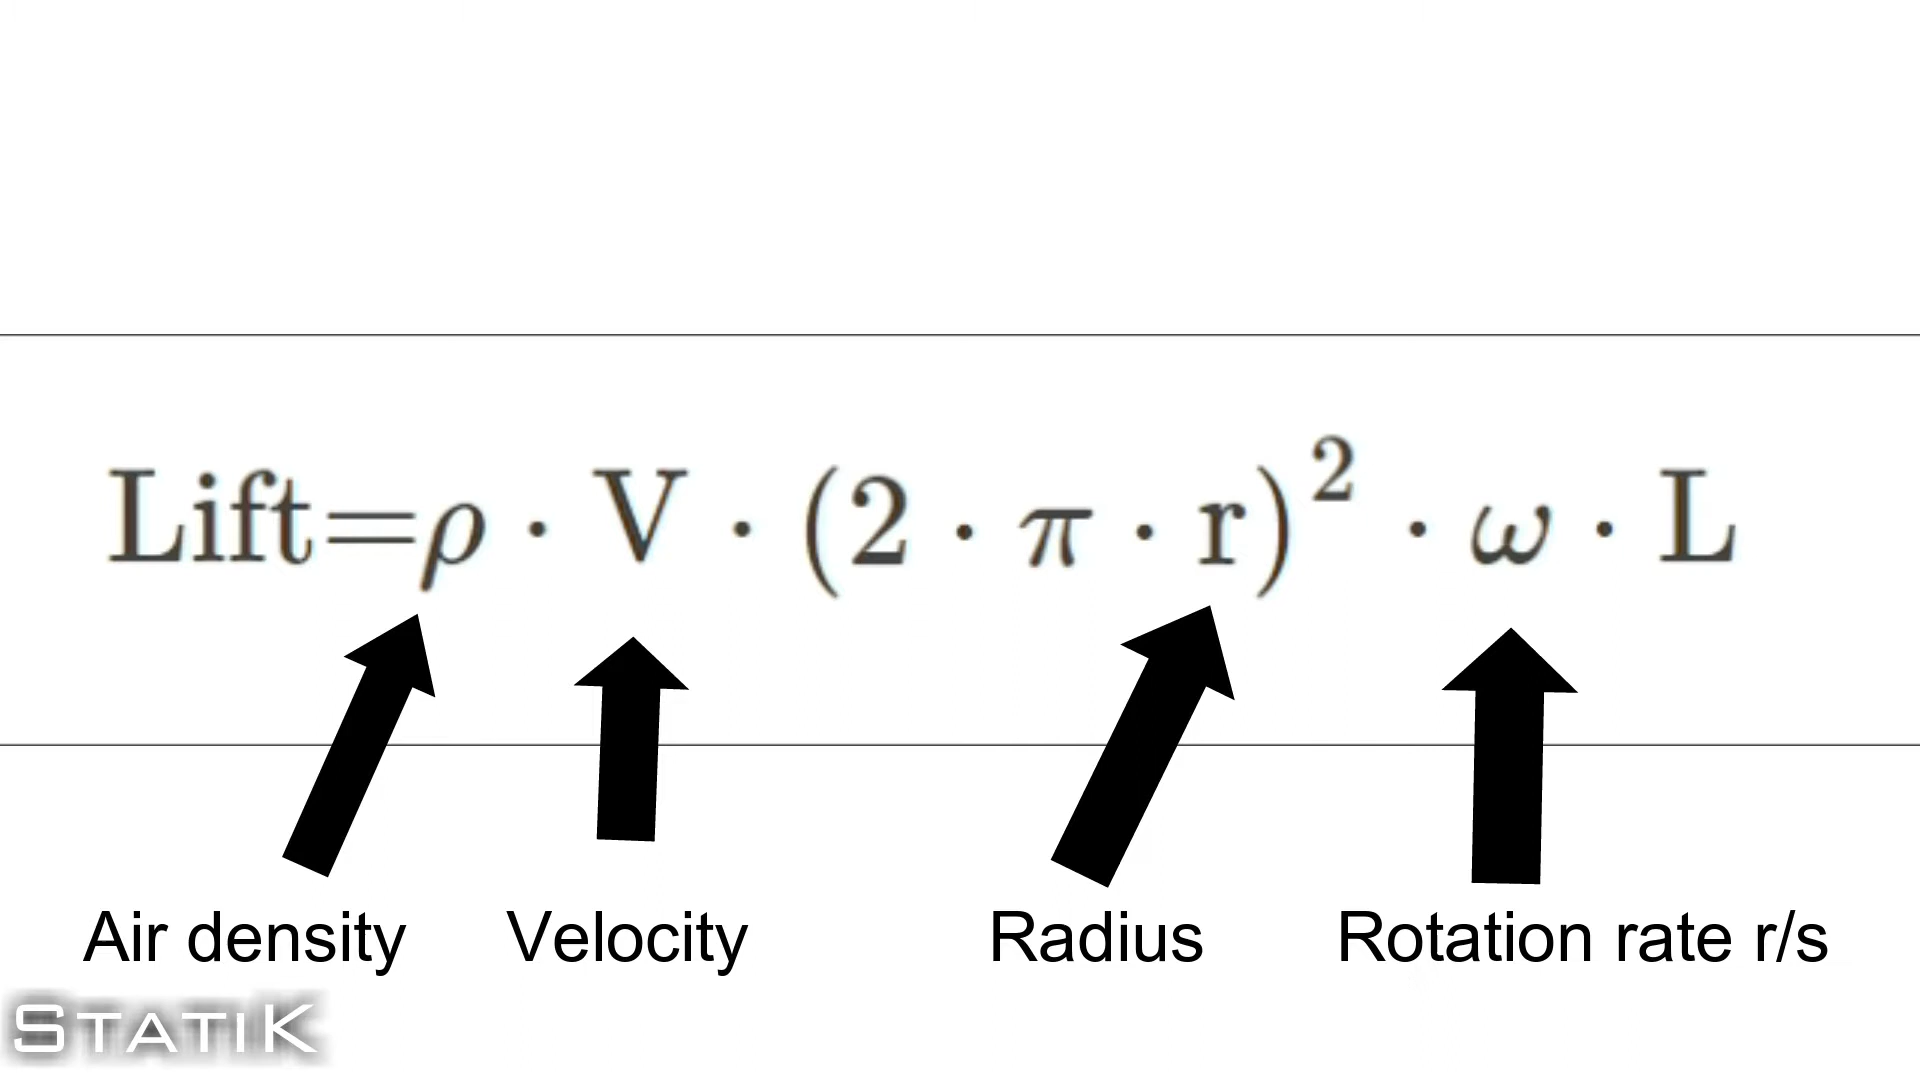 Lift=ρ · V · (2 · π · r)² · ω · L
Air density Velocity Radius Rotation rate r/s
STATIK